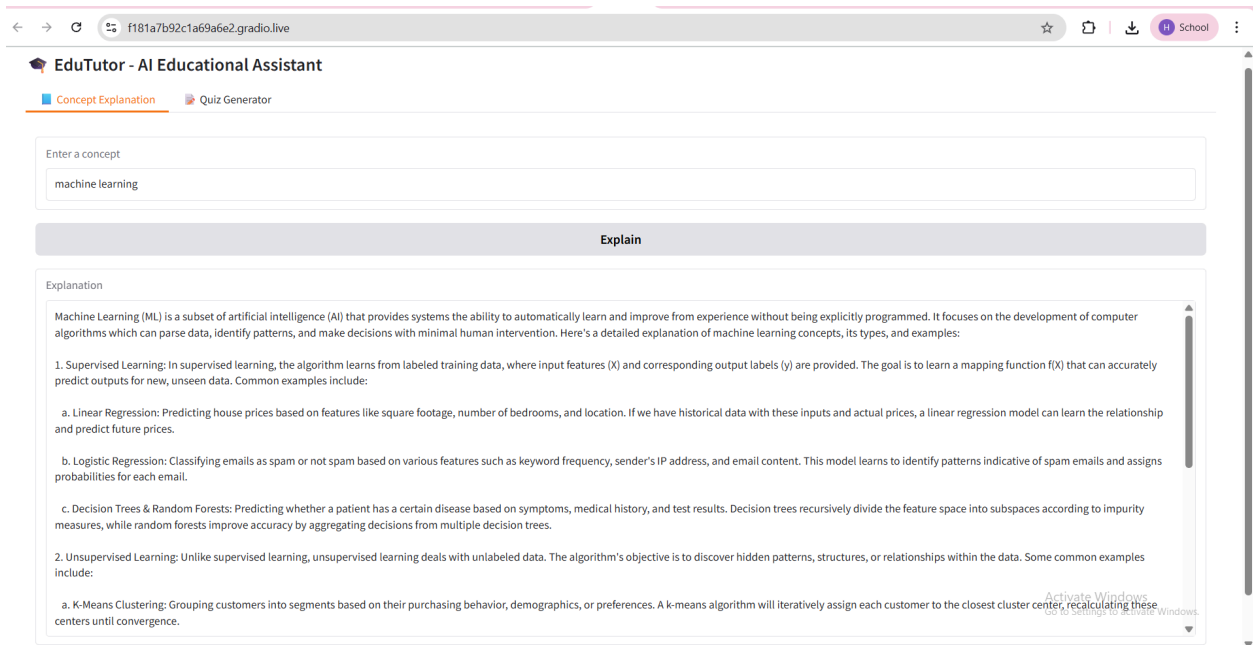 f181a7b92c1a69a6e2.gradio.live
H School
EduTutor - AI Educational Assistant
Concept Explanation Quiz Generator
Enter a concept
machine learning
Explain
Explanation
Machine Learning (ML) is a subset of artificial intelligence (AI) that provides systems the ability to automatically learn and improve from experience without being explicitly programmed. It focuses on the development of computer
algorithms which can parse data, identify patterns, and make decisions with minimal human intervention. Here's a detailed explanation of machine learning concepts, its types, and examples:
1. Supervised Learning: In supervised learning, the algorithm learns from labeled training data, where input features (X) and corresponding output labels (y) are provided. The goal is to learn a mapping function f(X) that can accurately
predict outputs for new, unseen data. Common examples include:
a. Linear Regression: Predicting house prices based on features like square footage, number of bedrooms, and location. If we have historical data with these inputs and actual prices, a linear regression model can learn the relationship
and predict future prices.
b. Logistic Regression: Classifying emails as spam or not spam based on various features such as keyword frequency, sender's IP address, and email content. This model learns to identify patterns indicative of spam emails and assigns
probabilities for each email.
c. Decision Trees & Random Forests: Predicting whether a patient has a certain disease based on symptoms, medical history, and test results. Decision trees recursively divide the feature space into subspaces according to impurity
measures, while random forests improve accuracy by aggregating decisions from multiple decision trees.
2. Unsupervised Learning: Unlike supervised learning, unsupervised learning deals with unlabeled data. The algorithm's objective is to discover hidden patterns, structures, or relationships within the data. Some common examples
include:
a. K-Means Clustering: Grouping customers into segments based on their purchasing behavior, demographics, or preferences. A k-means algorithm will iteratively assign each customer to the closest cluster center, recalculating these
centers until convergence.
Activate Windows
Go to Settings to activate Windows.